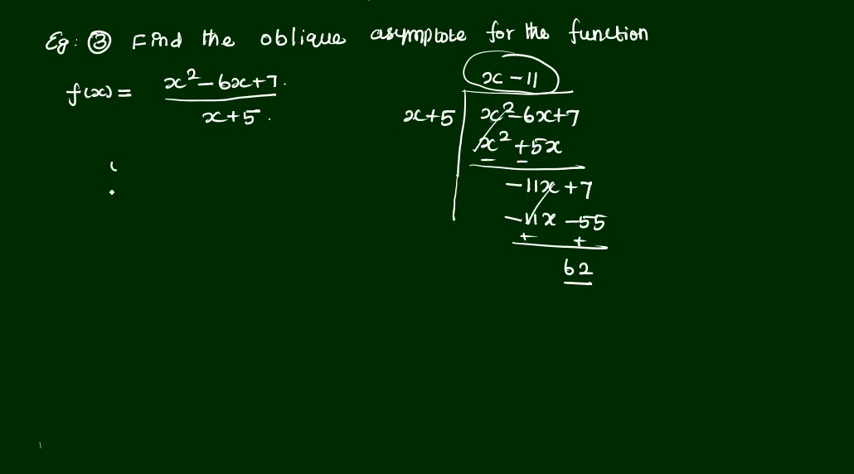 Eg: ③ Find the oblique asymptote for the function
f(x) = x² - 6x + 7 / x + 5
x - 11
x + 5 | x² - 6x + 7
x² + 5x
- -
-11x + 7
-11x - 55
+ +
62